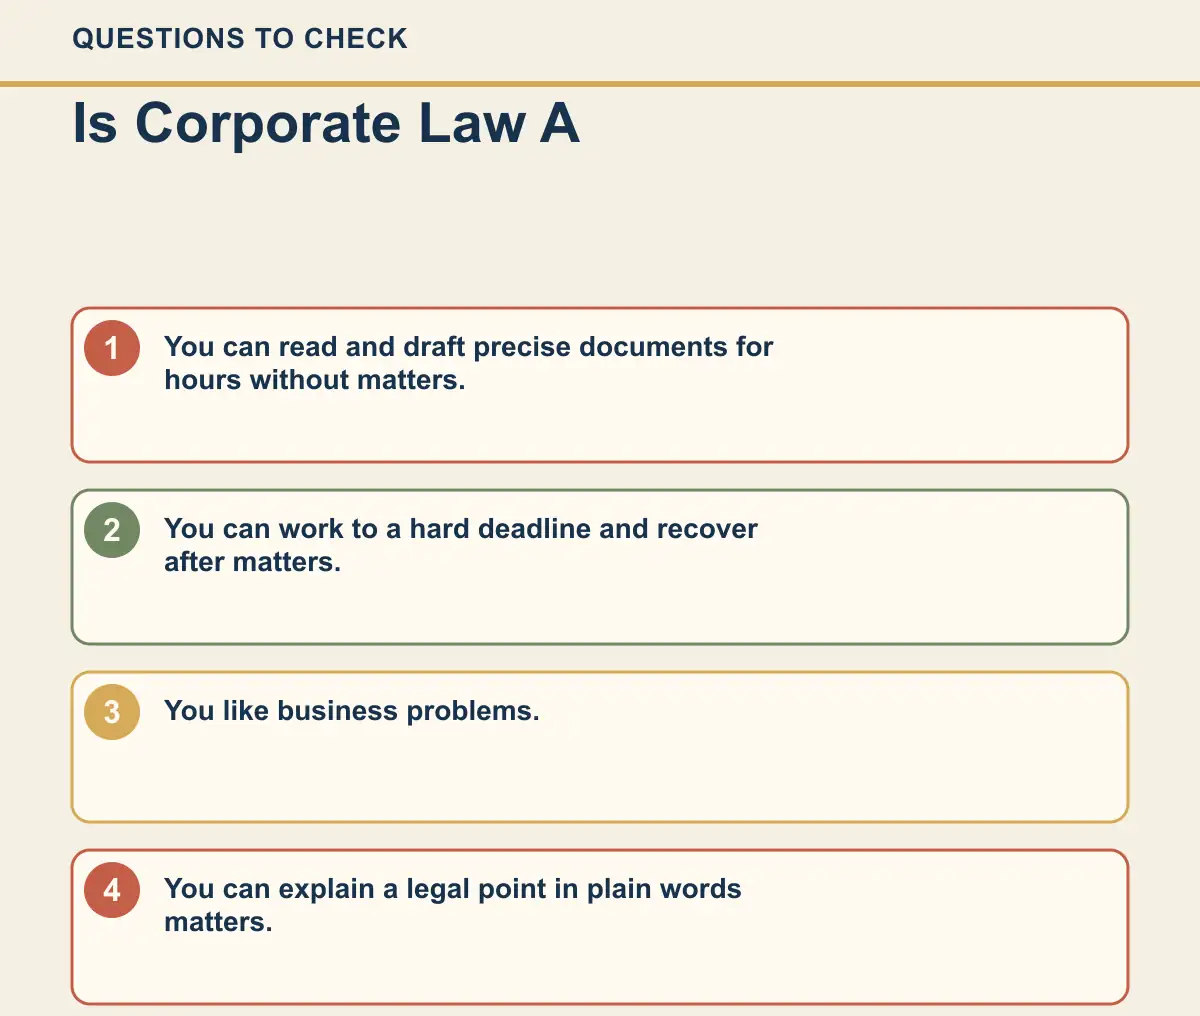 QUESTIONS TO CHECK
Is Corporate Law A
1
You can read and draft precise documents for
hours without matters.
2
You can work to a hard deadline and recover
after matters.
3
You like business problems.
4
You can explain a legal point in plain words
matters.